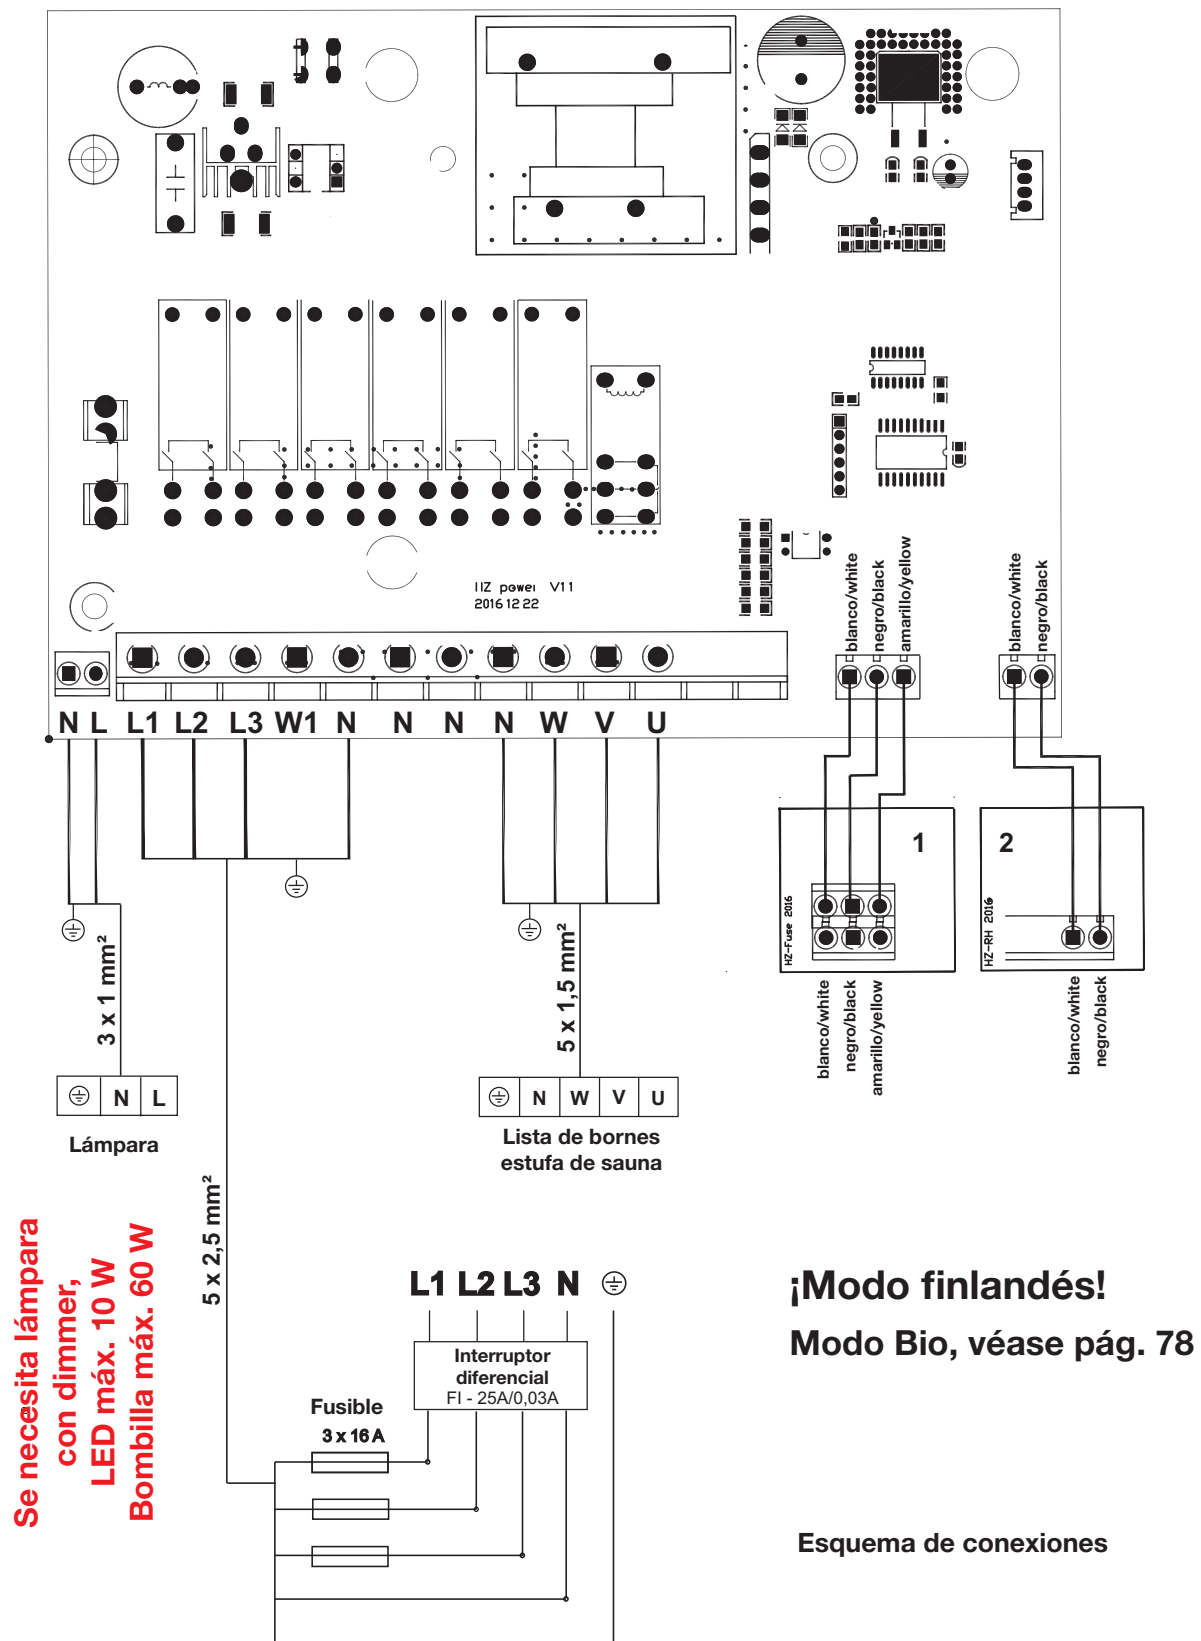 HZ power V11
2016 12 22
blanco/white
negro/black
amarillo/yellow
blanco/white
negro/black
N L L1 L2 L3 W1 N N N N W V U
1
HZ-Fuse 2016
2
HZ-RH 2016
blanco/white
negro/black
amarillo/yellow
blanco/white
negro/black
3 x 1 mm²
5 x 1,5 mm²
N L
Lámpara
N W V U
Lista de bornes
estufa de sauna
5 x 2,5 mm²
Se necesita lámpara
con dimmer,
LED máx. 10 W
Bombilla máx. 60 W
L1 L2 L3 N
Interruptor
diferencial
FI - 25A/0,03A
Fusible
3 x 16 A
¡Modo finlandés!
Modo Bio, véase pág. 78
Esquema de conexiones